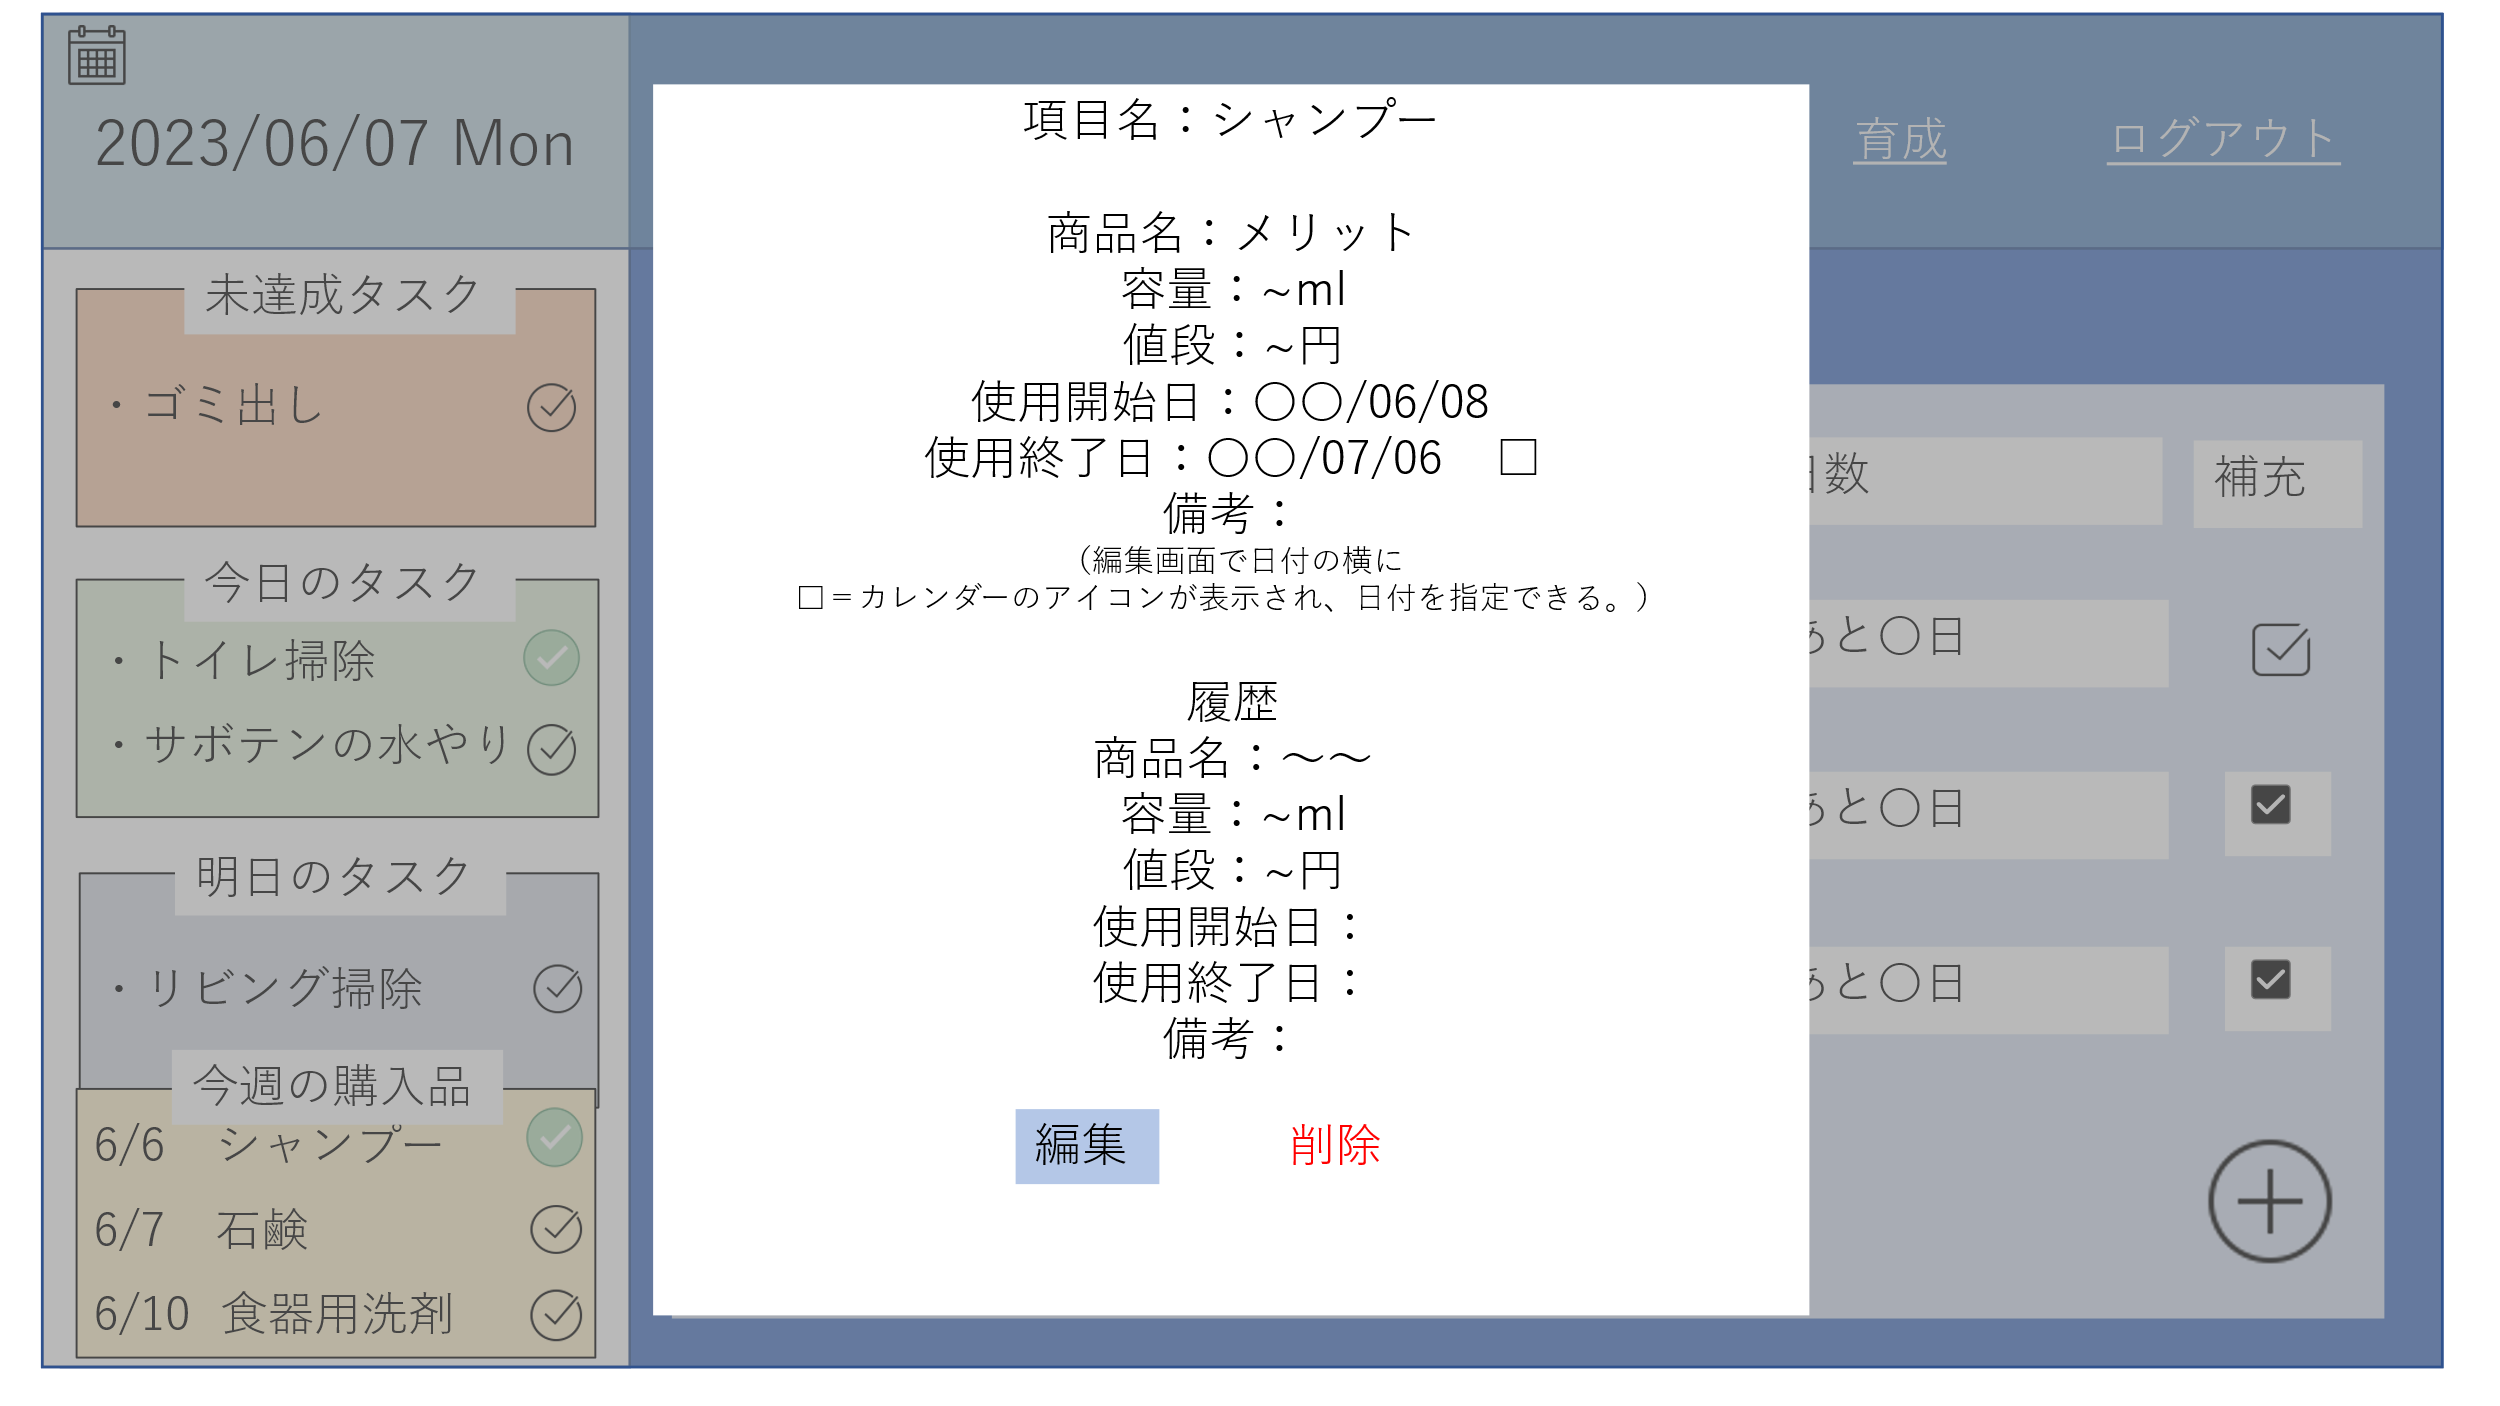 2023/06/07 Mon
育成
ログアウト
未達成タスク
・ゴミ出し
今日のタスク
・トイレ掃除
・サボテンの水やり
明日のタスク
・リビング掃除
今週の購入品
6/6 シャンプー
6/7 石鹸
6/10 食器用洗剤
項目名：シャンプー
商品名：メリット
容量：~ml
値段：~円
使用開始日：〇〇/06/08
使用終了日：〇〇/07/06 □
備考：
（編集画面で日付の横に
□＝カレンダーのアイコンが表示され、日付を指定できる。）
履歴
商品名：～～
容量：~ml
値段：~円
使用開始日：
使用終了日：
備考：
編集
削除
日数
補充
あと〇日
あと〇日
あと〇日